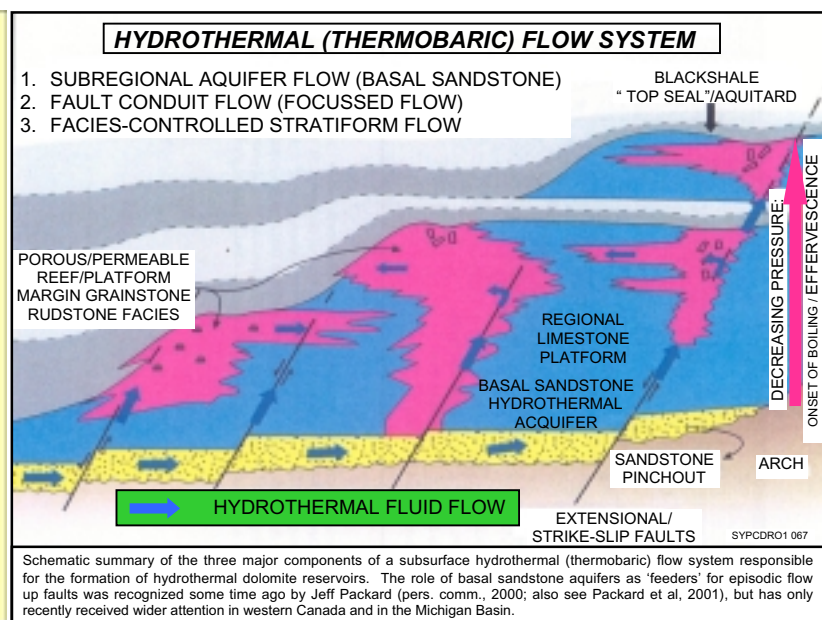 HYDROTHERMAL (THERMOBARIC) FLOW SYSTEM
1. SUBREGIONAL AQUIFER FLOW (BASAL SANDSTONE)
2. FAULT CONDUIT FLOW (FOCUSSED FLOW)
3. FACIES-CONTROLLED STRATIFORM FLOW
BLACKSHALE
“ TOP SEAL”/AQUITARD
POROUS/PERMEABLE
REEF/PLATFORM
MARGIN GRAINSTONE
RUDSTONE FACIES
REGIONAL
LIMESTONE
PLATFORM
BASAL SANDSTONE
HYDROTHERMAL
ACQUIFER
DECREASING PRESSURE:
ONSET OF BOILING / EFFERVESCENCE
SANDSTONE
PINCHOUT
ARCH
HYDROTHERMAL FLUID FLOW
EXTENSIONAL/
STRIKE-SLIP FAULTS
SYPCDRO1 067
Schematic summary of the three major components of a subsurface hydrothermal (thermobaric) flow system responsible
for the formation of hydrothermal dolomite reservoirs. The role of basal sandstone aquifers as ‘feeders’ for episodic flow
up faults was recognized some time ago by Jeff Packard (pers. comm., 2000; also see Packard et al, 2001), but has only
recently received wider attention in western Canada and in the Michigan Basin.